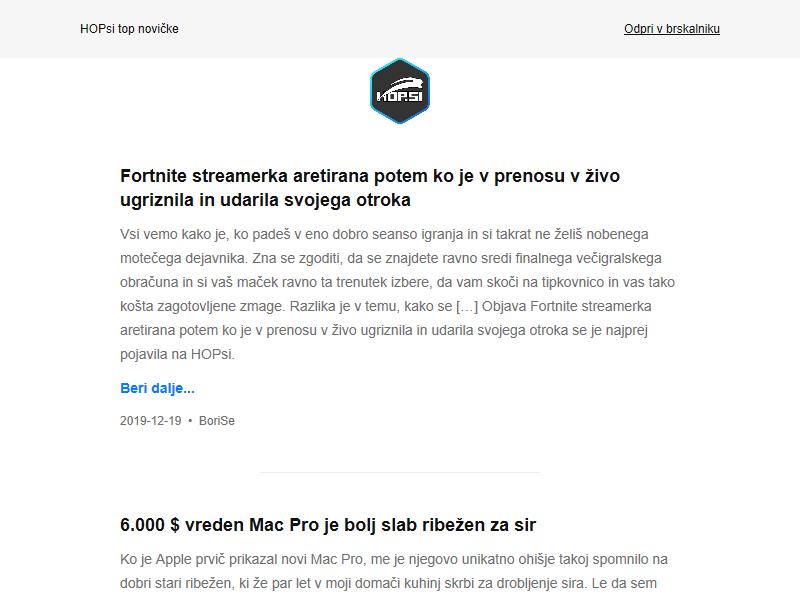 HOPsi top novičke
Odpri v brskalniku
HOP.SI
Fortnite streamerka aretirana potem ko je v prenosu v živo
ugriznila in udarila svojega otroka
Vsi vemo kako je, ko padeš v eno dobro seanso igranja in si takrat ne želiš nobenega
motečega dejavnika. Zna se zgoditi, da se znajdete ravno sredi finalnega večigralskega
obračuna in si vaš maček ravno ta trenutek izbere, da vam skoči na tipkovnico in vas tako
košta zagotovljene zmage. Razlika je v temu, kako se […] Objava Fortnite streamerka
aretirana potem ko je v prenosu v živo ugriznila in udarila svojega otroka se je najprej
pojavila na HOPsi.
Beri dalje...
2019-12-19 • BoriSe
6.000 $ vreden Mac Pro je bolj slab ribežen za sir
Ko je Apple prvič prikazal novi Mac Pro, me je njegovo unikatno ohišje takoj spomnilo na
dobri stari ribežen, ki že par let v moji domači kuhinj skrbi za drobljenje sira. Le da sem